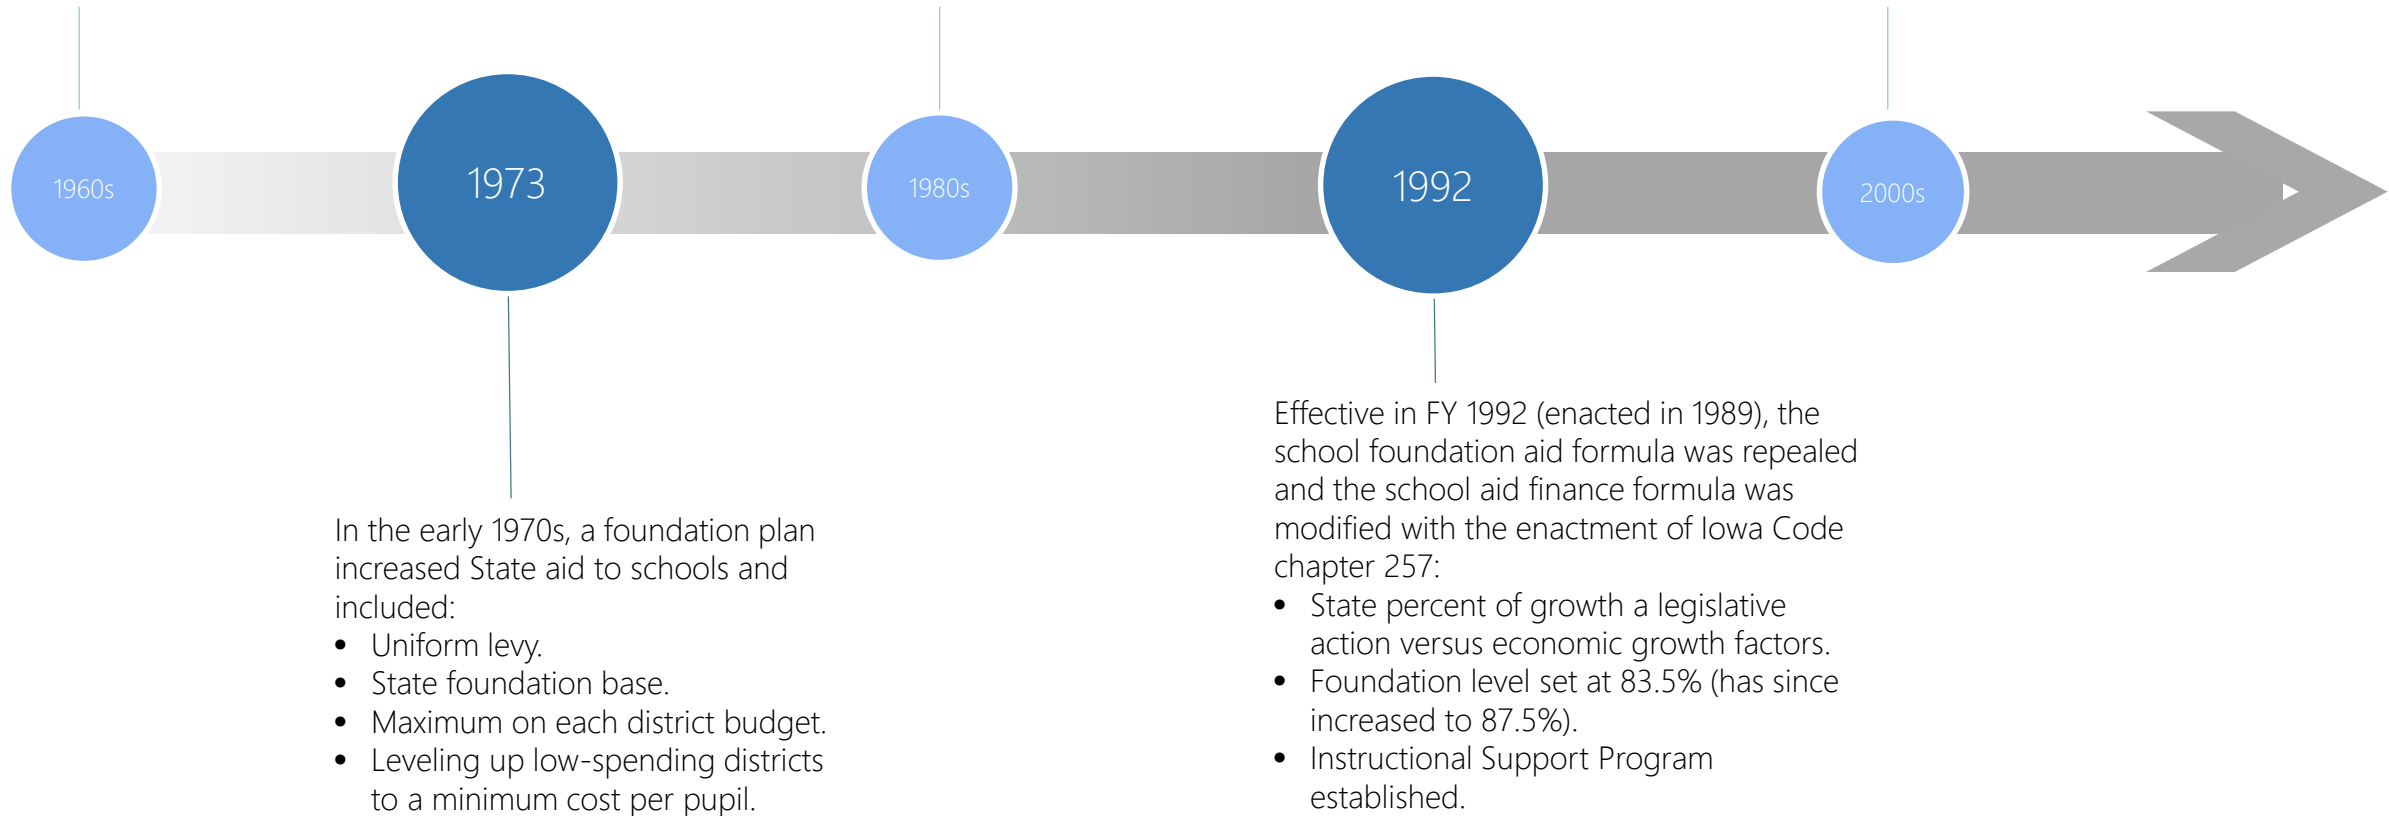 1960s
1973
1980s
1992
2000s
In the early 1970s, a foundation plan
increased State aid to schools and
included:
• Uniform levy.
• State foundation base.
• Maximum on each district budget.
• Leveling up low-spending districts
to a minimum cost per pupil.
Effective in FY 1992 (enacted in 1989), the
school foundation aid formula was repealed
and the school aid finance formula was
modified with the enactment of Iowa Code
chapter 257:
• State percent of growth a legislative
action versus economic growth factors.
• Foundation level set at 83.5% (has since
increased to 87.5%).
• Instructional Support Program
established.